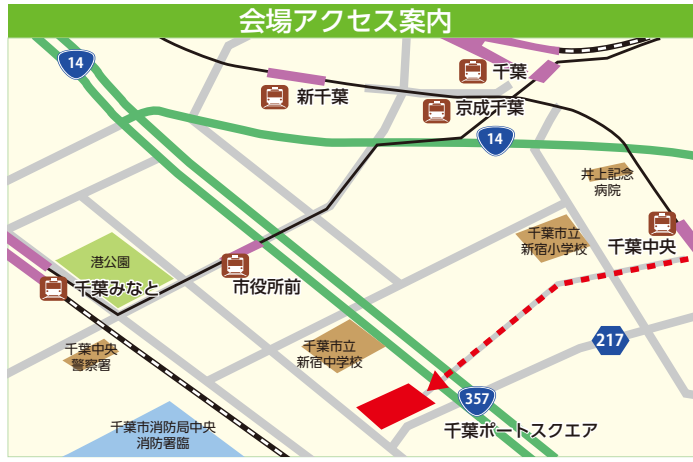 会場アクセス案内
14
千葉
新千葉
京成千葉
14
井上記念
病院
千葉市立
新宿小学校
千葉中央
港公園
千葉みなと
市役所前
千葉中央
警察署
千葉市立
新宿中学校
217
357
千葉ポートスクエア
千葉市消防局中央
消防署臨